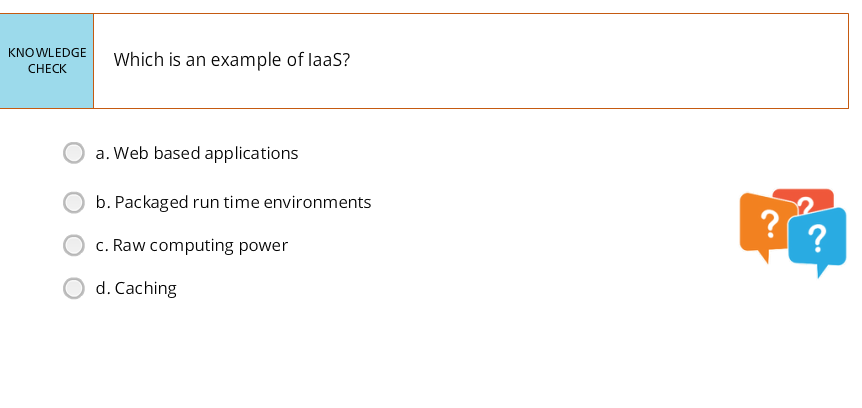 KNOWLEDGE
CHECK
Which is an example of IaaS?
a. Web based applications
b. Packaged run time environments
c. Raw computing power
d. Caching
?
?
?